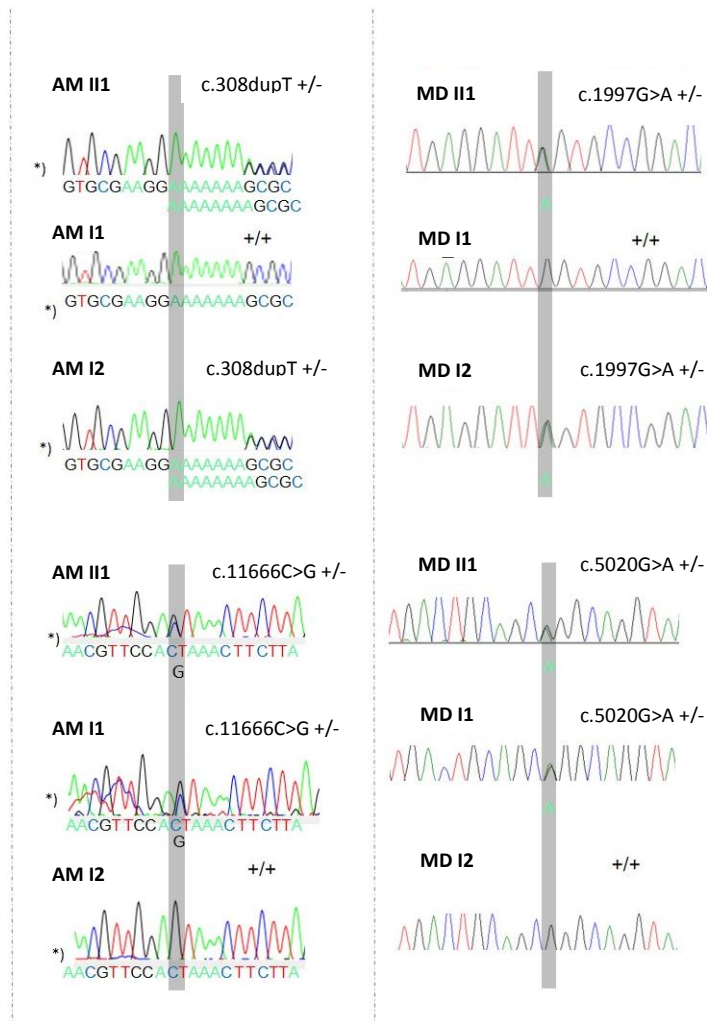 AM II1 c.308dupT +/-
*)
GTGCGAAGGAAAAAAAGCGC
AAAAAAAAGCGC
AM I1 +/+
*)
GTGCGAAGGAAAAAAAGCGC
AM I2 c.308dupT +/-
*)
GTGCGAAGGAAAAAAAGCGC
AAAAAAAAGCGC
AM II1 c.11666C>G +/-
*)
AACGTTCCACTAAACTTCTTA
G
AM I1 c.11666C>G +/-
*)
AACGTTCCACTAAACTTCTTA
G
AM I2 +/+
*)
AACGTTCCACTAAACTTCTTA
MD II1 c.1997G>A +/-
A
MD I1 +/+
MD I2 c.1997G>A +/-
A
MD II1 c.5020G>A +/-
A
MD I1 c.5020G>A +/-
A
MD I2 +/+